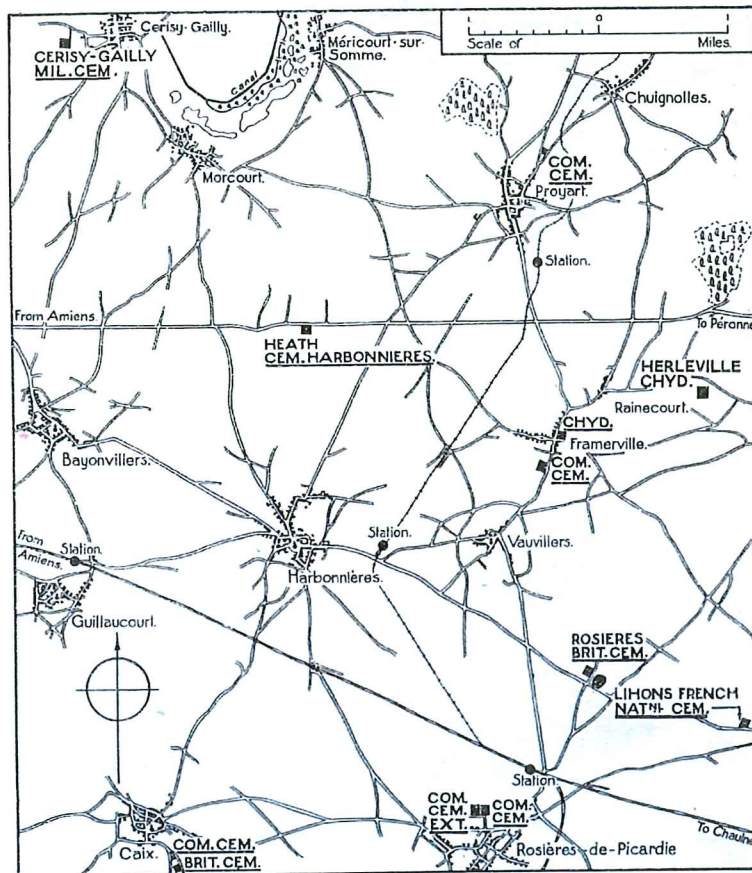 Cerisy-Gailly.
CERISY-GAILLY
MIL. CEM.
Canal
Méricourt-sur-
Somme.
0
Scale of Miles.
Chuignolles.
Morcourt.
COM.
CEM.
Proyart.
Station.
From Amiens.
To Péronne
HEATH
CEM. HARBONNIERES.
HERLEVILLE
CHYD.
Rainecourt.
CHYD.
Framerville.
COM.
CEM.
Bayonvillers.
From
Amiens.
Station.
Station.
Vauvillers.
Harbonnières.
Guillaucourt.
ROSIERES
BRIT. CEM.
LIHONS FRENCH
NATNL CEM.
Station.
COM.
CEM.
EXT.
COM.
CEM.
To Chaulne
Caix.
COM. CEM.
BRIT. CEM.
Rosières-de-Picardie